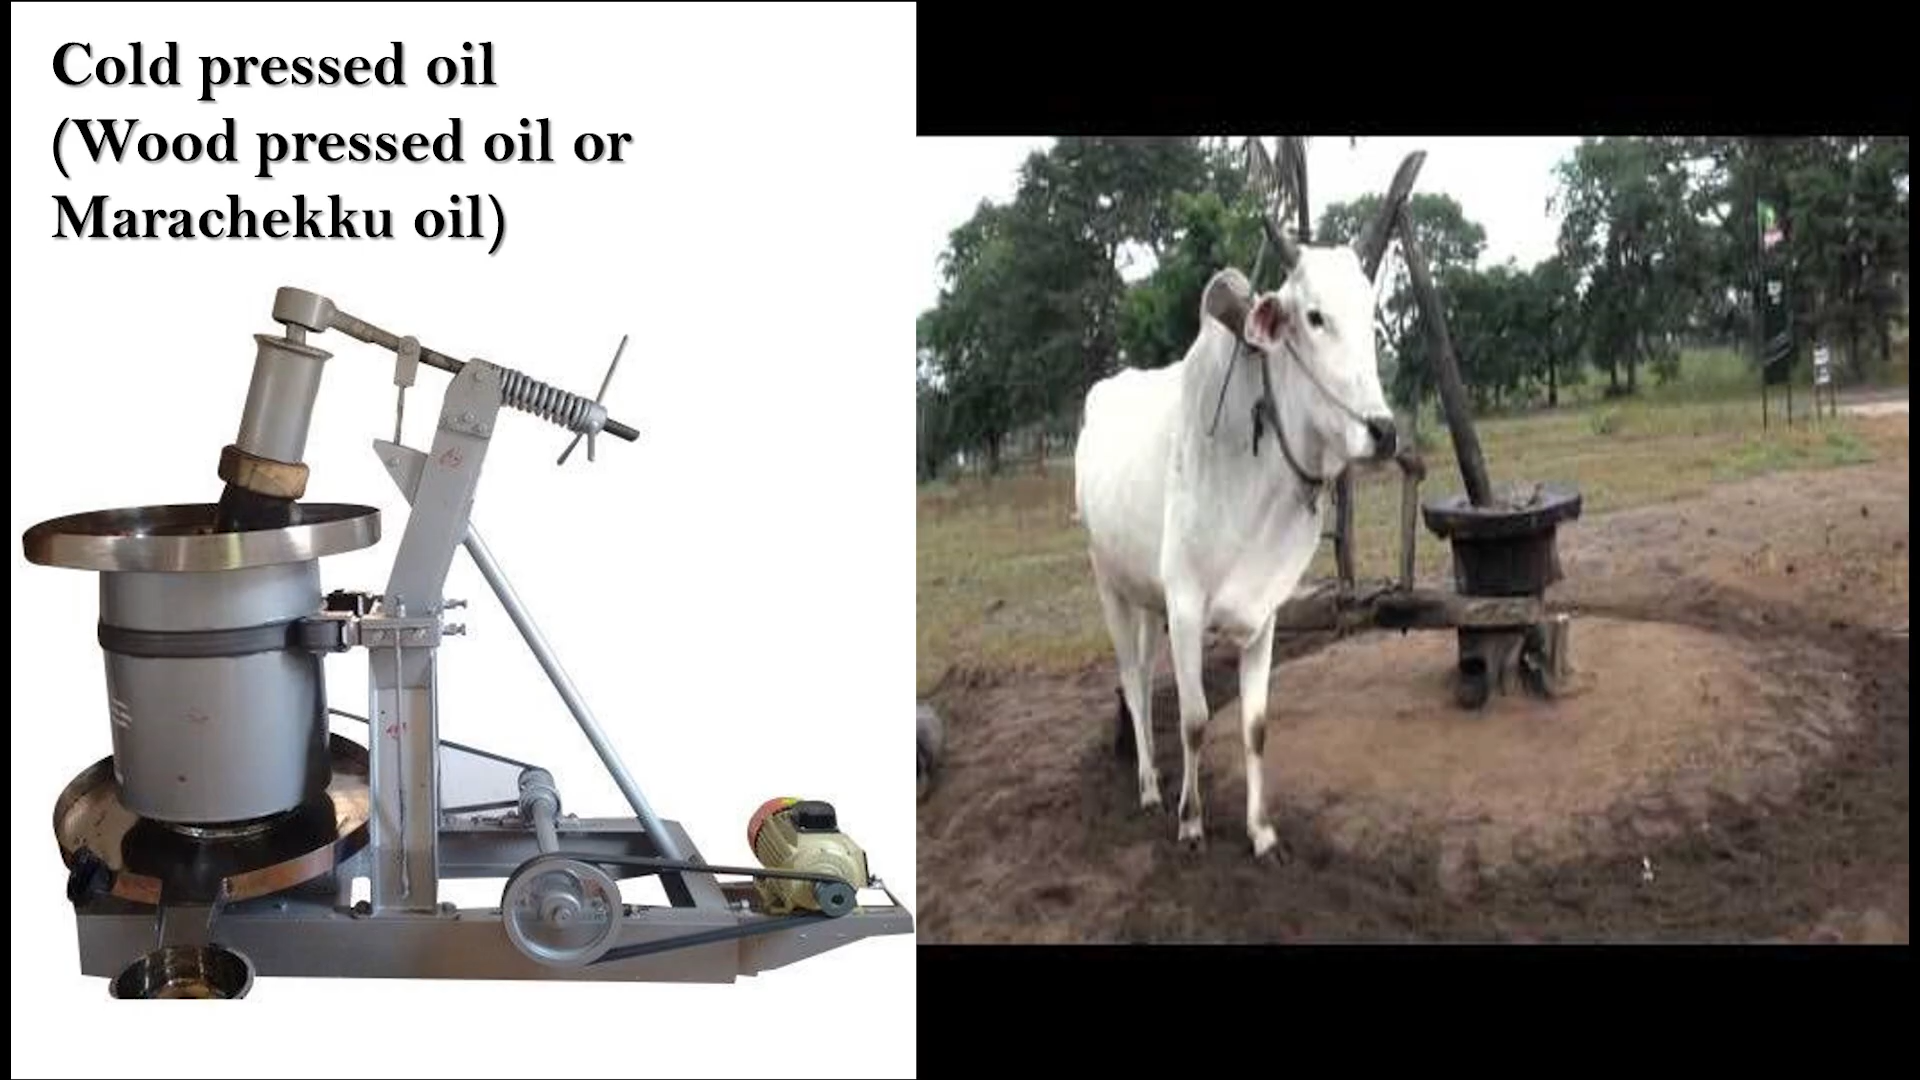 Cold pressed oil
(Wood pressed oil or
Marachekku oil)